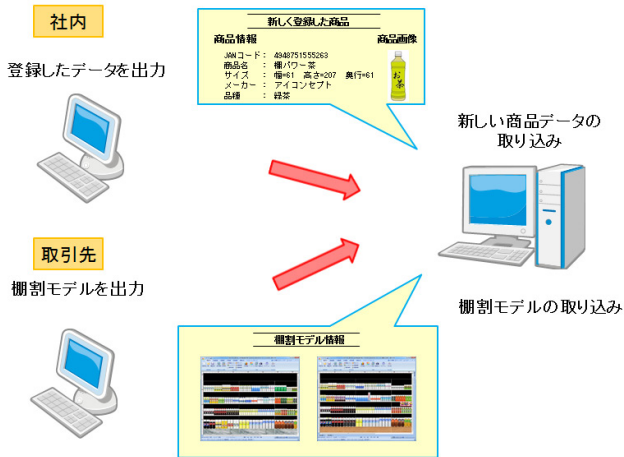 社内
登録したデータを出力
新しく登録した商品
商品情報 商品画像
JANコード： 4948751555263
商品名 ： 棚パワー茶
サイズ ： 幅=61 高さ=207 奥行=61
メーカー ： アイコンセプト
品種 ： 緑茶
お茶
新しい商品データの
取り込み
取引先
棚割モデルを出力
棚割モデルの取り込み
棚割モデル情報